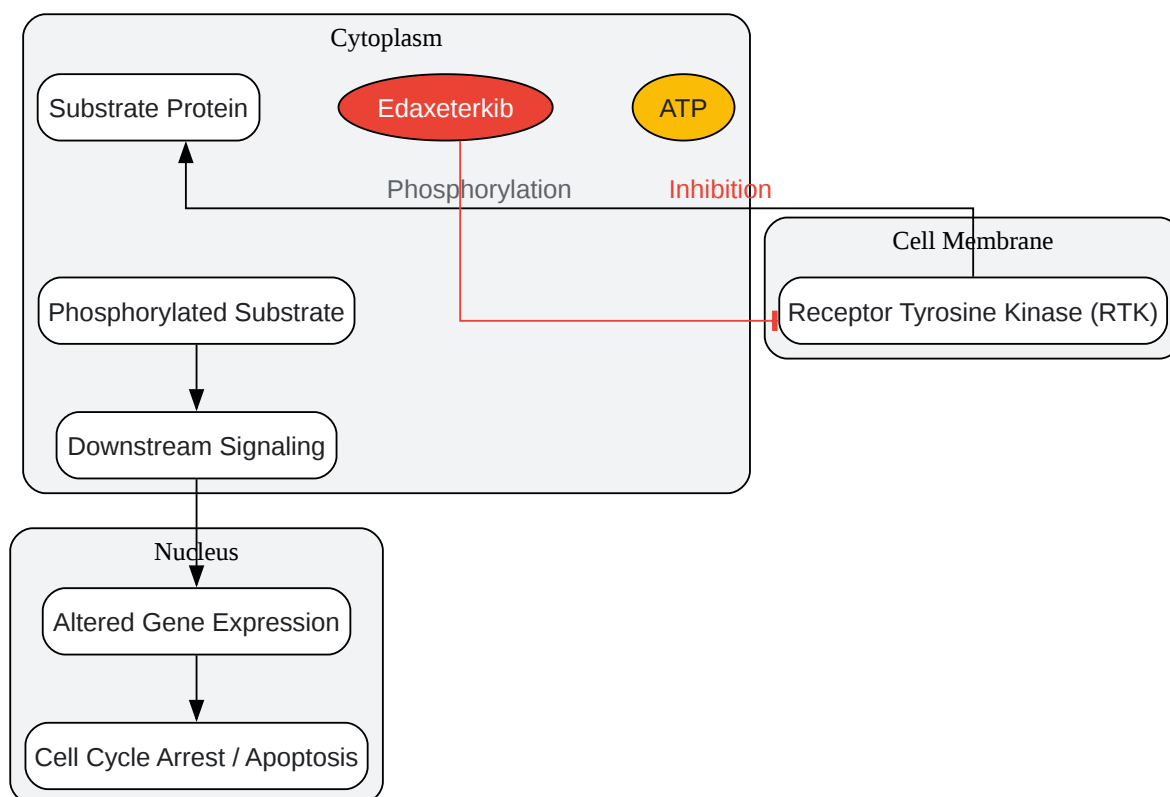 Cytoplasm
Substrate Protein
Edaxeterkib
ATP
Phosphorylation
Inhibition
Cell Membrane
Receptor Tyrosine Kinase (RTK)
Phosphorylated Substrate
Downstream Signaling
Nucleus
Altered Gene Expression
Cell Cycle Arrest / Apoptosis